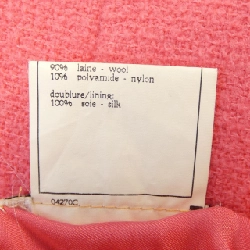 90% laine - wool
10% polyamide - nylon
doublure/lining:
100% soie - silk